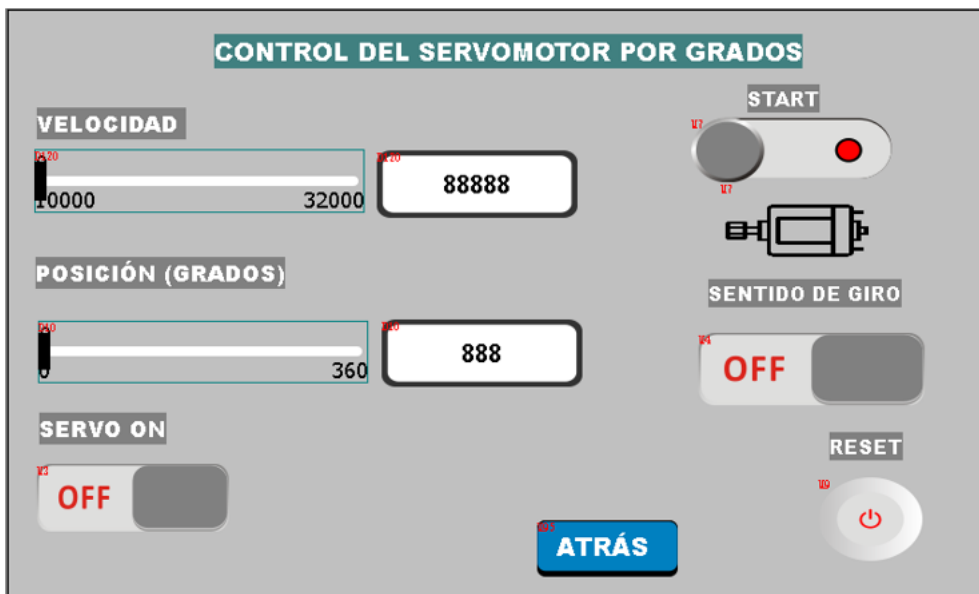 CONTROL DEL SERVOMOTOR POR GRADOS
START
VELOCIDAD
10000
32000
88888
POSICIÓN (GRADOS)
SENTIDO DE GIRO
0
360
888
OFF
SERVO ON
RESET
OFF
ATRÁS